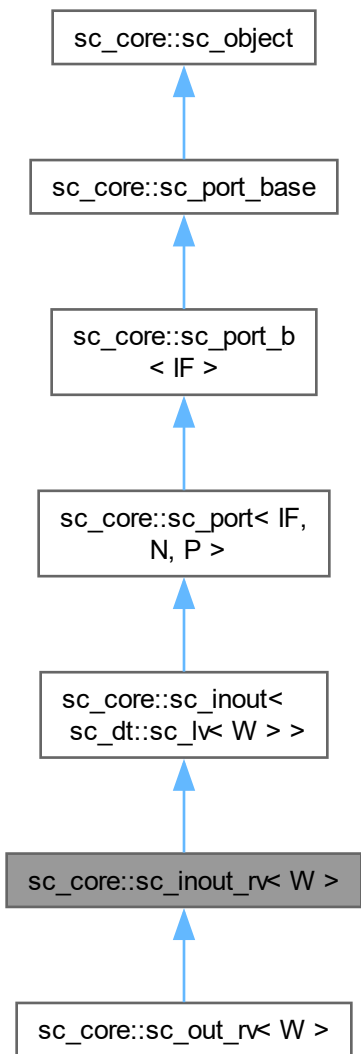 sc_core::sc_object
sc_core::sc_port_base
sc_core::sc_port_b
< IF >
sc_core::sc_port< IF,
N, P >
sc_core::sc_inout<
sc_dt::sc_lv< W > >
sc_core::sc_inout_rv< W >
sc_core::sc_out_rv< W >